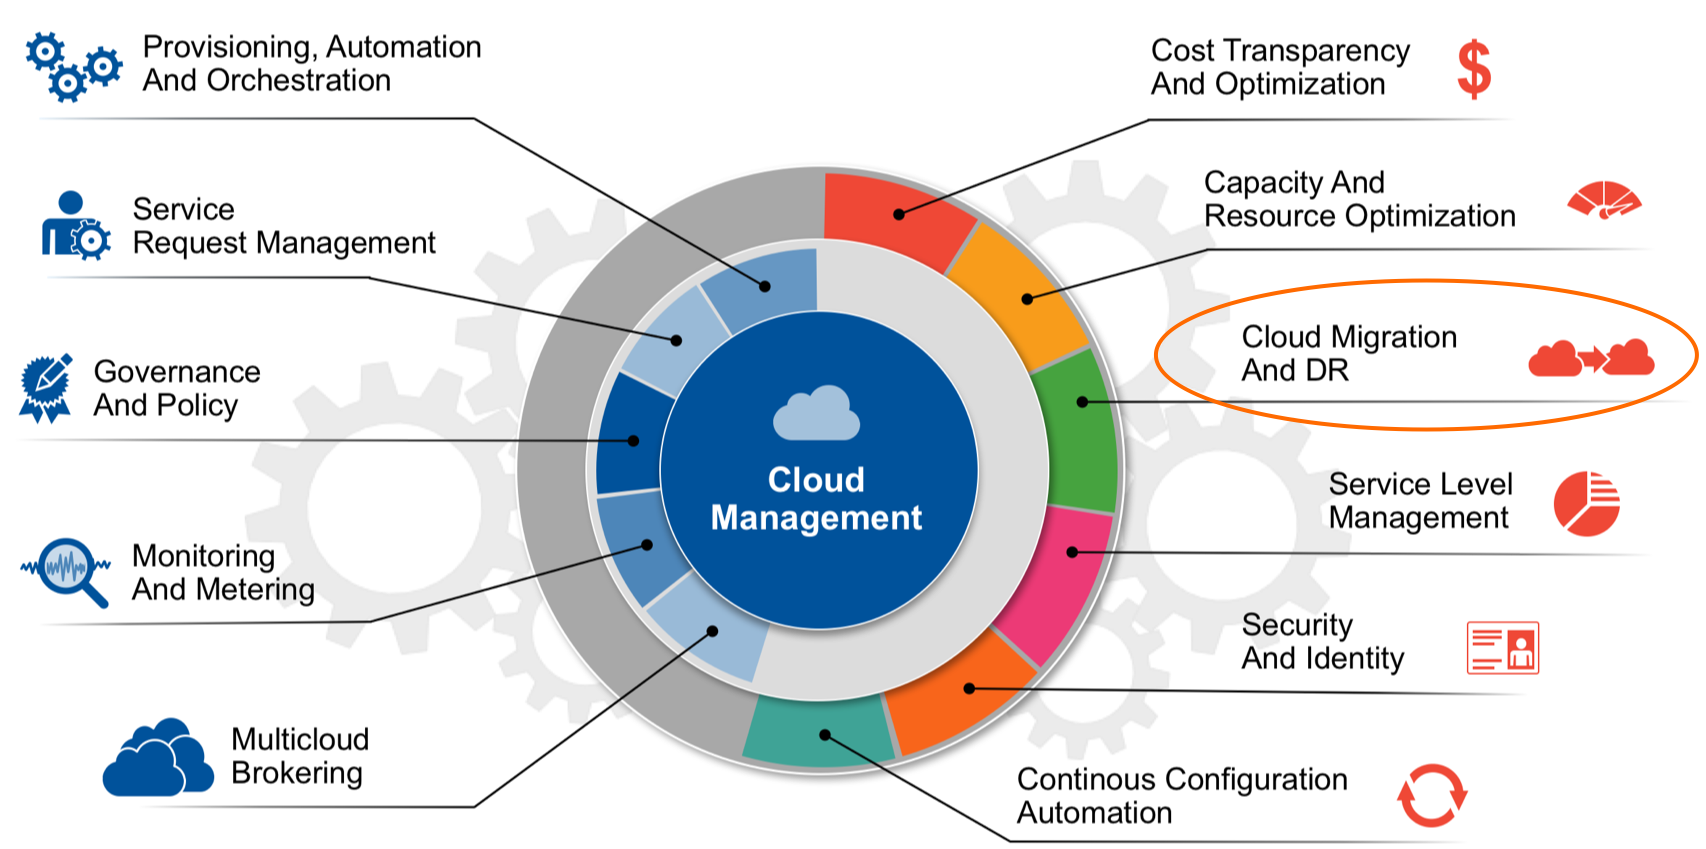 Provisioning, Automation
And Orchestration
Service
Request Management
Governance
And Policy
Monitoring
And Metering
Multicloud
Brokering
Cloud
Management
Cost Transparency
And Optimization
$
Capacity And
Resource Optimization
Cloud Migration
And DR
Service Level
Management
Security
And Identity
Continous Configuration
Automation